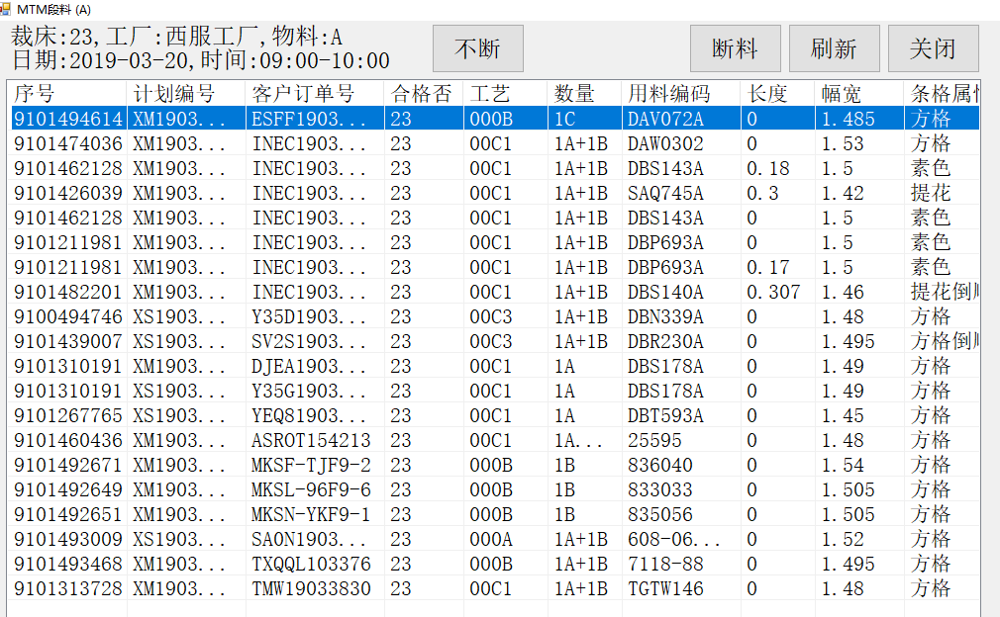 MTM段料 (A)
裁床:23,工厂:西服工厂,物料:A
日期:2019-03-20,时间:09:00-10:00
不断 断料 刷新 关闭
序号 计划编号 客户订单号 合格否 工艺 数量 用料编码 长度 幅宽 条格属性
9101494614 XM1903... ESFF1903... 23 000B 1C DAV072A 0 1.485 方格
9101474036 XM1903... INEC1903... 23 00C1 1A+1B DAW0302 0 1.53 方格
9101462128 XM1903... INEC1903... 23 00C1 1A+1B DBS143A 0.18 1.5 素色
9101426039 XM1903... INEC1903... 23 00C1 1A+1B SAQ745A 0.3 1.42 提花
9101462128 XM1903... INEC1903... 23 00C1 1A+1B DBS143A 0 1.5 素色
9101211981 XM1903... INEC1903... 23 00C1 1A+1B DBP693A 0 1.5 素色
9101211981 XM1903... INEC1903... 23 00C1 1A+1B DBP693A 0.17 1.5 素色
9101482201 XM1903... INEC1903... 23 00C1 1A+1B DBS140A 0.307 1.46 提花倒顺
9100494746 XS1903... Y35D1903... 23 00C3 1A+1B DBN339A 0 1.48 方格
9101439007 XS1903... SV2S1903... 23 00C3 1A+1B DBR230A 0 1.495 方格倒顺
9101310191 XM1903... DJEA1903... 23 00C1 1A DBS178A 0 1.49 方格
9101310191 XS1903... Y35G1903... 23 00C1 1A DBS178A 0 1.49 方格
9101267765 XS1903... YEQ81903... 23 00C1 1A DBT593A 0 1.45 方格
9101460436 XM1903... ASROT154213 23 00C1 1A... 25595 0 1.48 方格
9101492671 XM1903... MKSF-TJF9-2 23 000B 1B 836040 0 1.54 方格
9101492649 XM1903... MKSL-96F9-6 23 000B 1B 833033 0 1.505 方格
9101492651 XM1903... MKSN-YKF9-1 23 000B 1B 835056 0 1.505 方格
9101493009 XS1903... SA0N1903... 23 000A 1A+1B 608-06... 0 1.52 方格
9101493468 XM1903... TXQQL103376 23 000B 1A+1B 7118-88 0 1.495 方格
9101313728 XM1903... TMW19033830 23 00C1 1A+1B TGTW146 0 1.48 方格